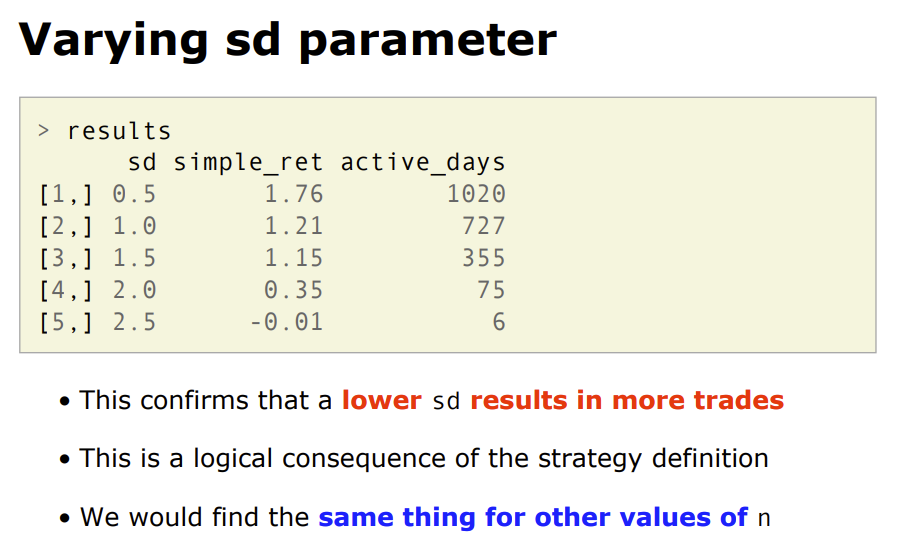 Varying sd parameter
> results
      sd simple_ret active_days
[1,] 0.5       1.76        1020
[2,] 1.0       1.21         727
[3,] 1.5       1.15         355
[4,] 2.0       0.35          75
[5,] 2.5      -0.01           6
• This confirms that a lower sd results in more trades
• This is a logical consequence of the strategy definition
• We would find the same thing for other values of n